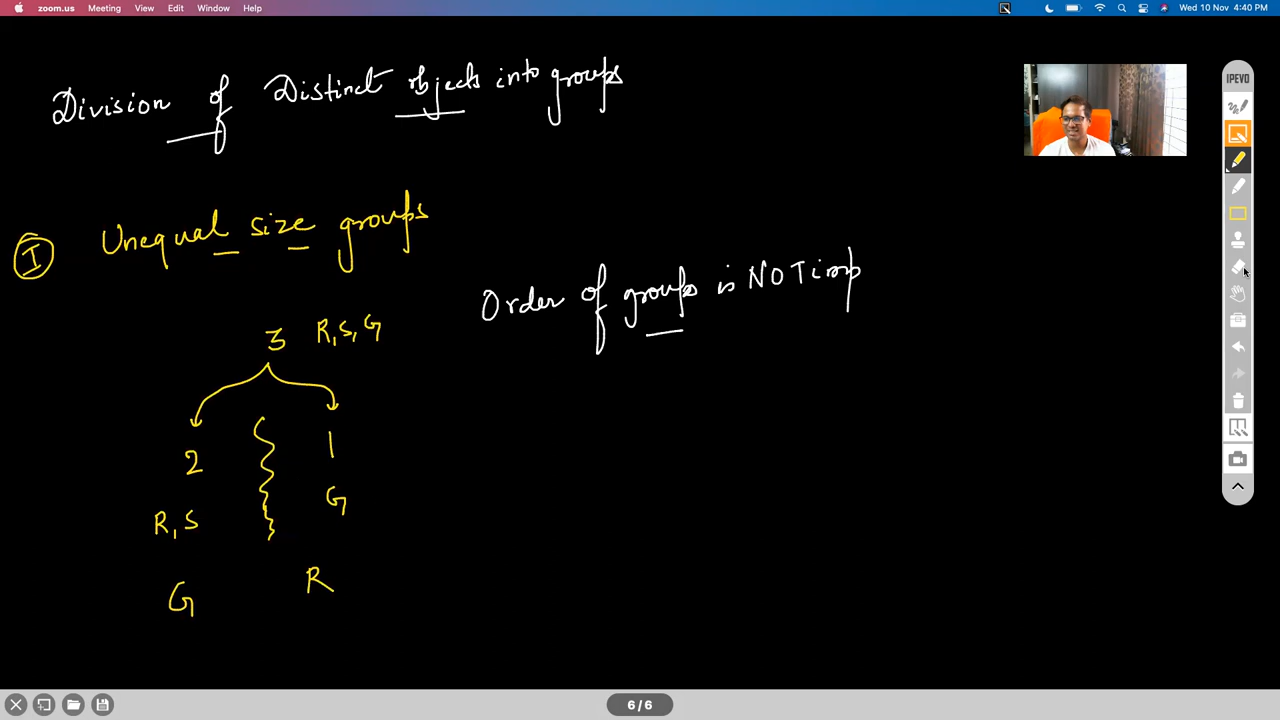 zoom.us Meeting View Edit Window Help Wed 10 Nov 4:40 PM
Division of Distinct objects into groups
IPEVO
I Unequal size groups
Order of groups is NOT imp
3 R, S, G
2 1
R, S G
G R
6 / 6